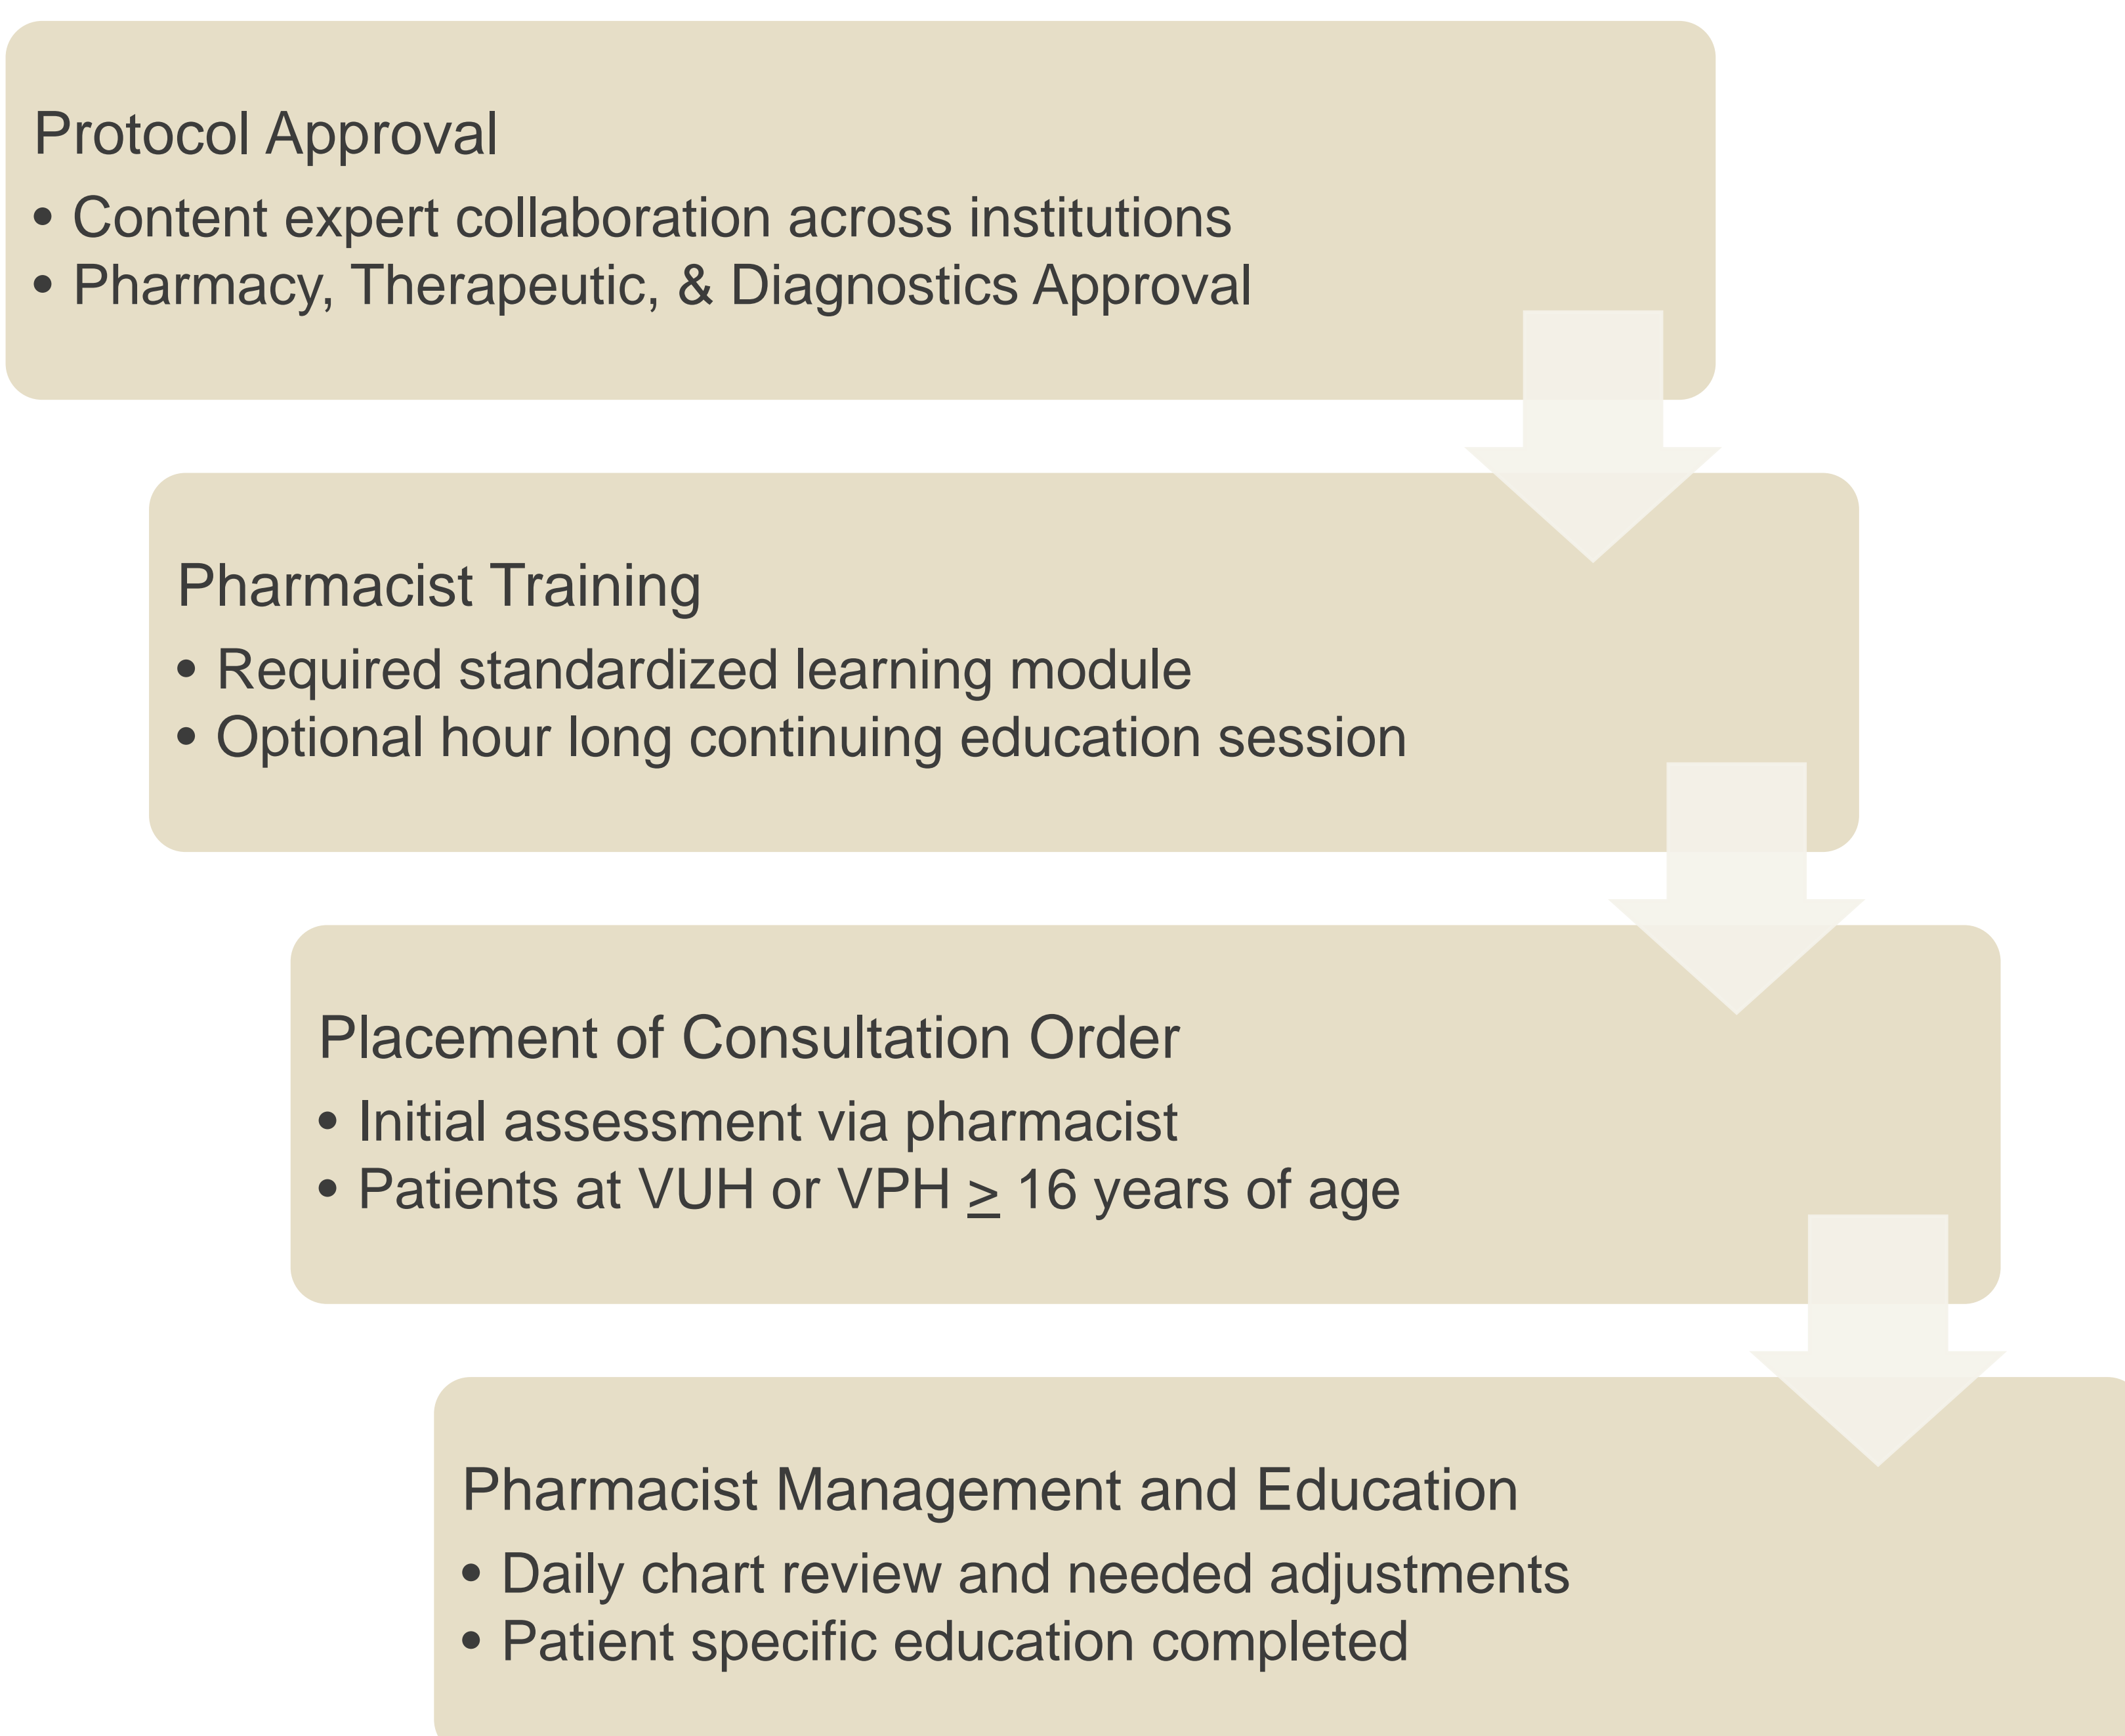 Protocol Approval
• Content expert collaboration across institutions
• Pharmacy, Therapeutic, & Diagnostics Approval
Pharmacist Training
• Required standardized learning module
• Optional hour long continuing education session
Placement of Consultation Order
• Initial assessment via pharmacist
• Patients at VUH or VPH ≥ 16 years of age
Pharmacist Management and Education
• Daily chart review and needed adjustments
• Patient specific education completed